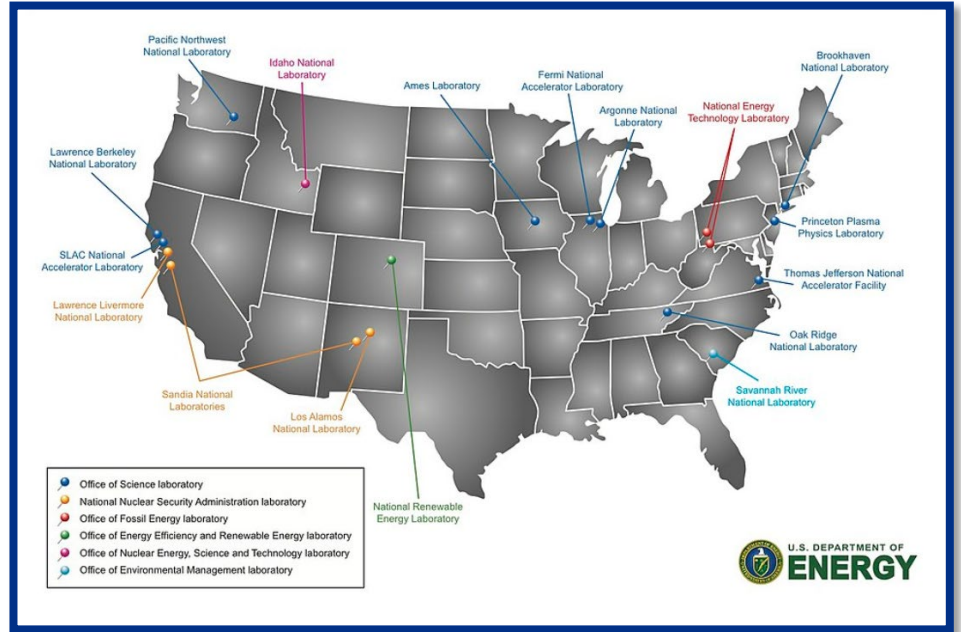 Pacific Northwest
National Laboratory
Idaho National
Laboratory
Ames Laboratory
Fermi National
Accelerator Laboratory
Argonne National
Laboratory
National Energy
Technology Laboratory
Brookhaven
National Laboratory
Lawrence Berkeley
National Laboratory
SLAC National
Accelerator Laboratory
Lawrence Livermore
National Laboratory
Sandia National
Laboratories
Los Alamos
National Laboratory
National Renewable
Energy Laboratory
Princeton Plasma
Physics Laboratory
Thomas Jefferson National
Accelerator Facility
Oak Ridge
National Laboratory
Savannah River
National Laboratory
Office of Science laboratory
National Nuclear Security Administration laboratory
Office of Fossil Energy laboratory
Office of Energy Efficiency and Renewable Energy laboratory
Office of Nuclear Energy, Science and Technology laboratory
Office of Environmental Management laboratory
U.S. DEPARTMENT OF
ENERGY